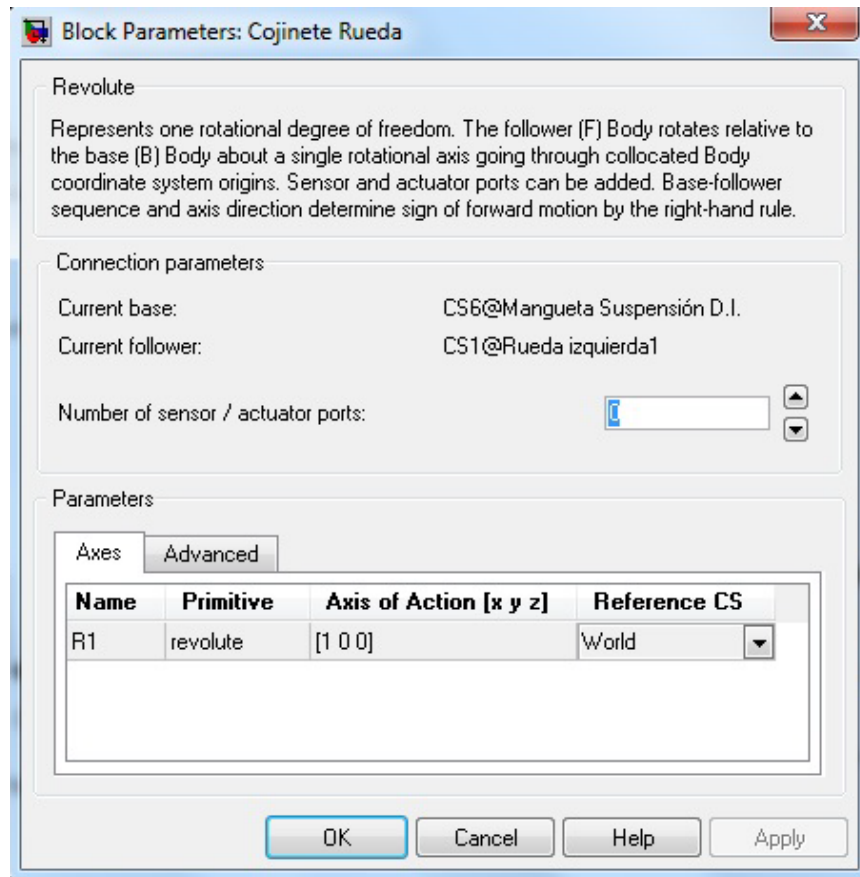 Block Parameters: Cojinete Rueda
Revolute
Represents one rotational degree of freedom. The follower (F) Body rotates relative to
the base (B) Body about a single rotational axis going through collocated Body
coordinate system origins. Sensor and actuator ports can be added. Base-follower
sequence and axis direction determine sign of forward motion by the right-hand rule.
Connection parameters
Current base: CS6@Mangueta Suspensión D.I.
Current follower: CS1@Rueda izquierda1
Number of sensor / actuator ports: 0
Parameters
Axes Advanced
Name Primitive Axis of Action [x y z] Reference CS
R1 revolute [1 0 0] World
OK Cancel Help Apply